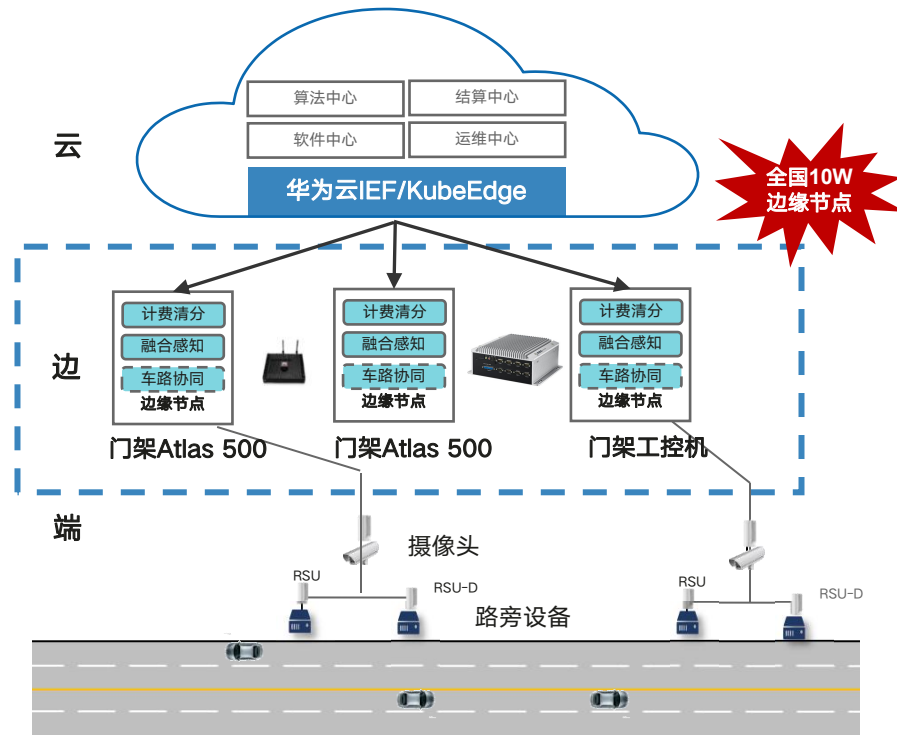 算法中心
结算中心
软件中心
运维中心
云
华为云IEF/KubeEdge
全国10W
边缘节点
边
计费清分
融合感知
车路协同
边缘节点
门架Atlas 500
计费清分
融合感知
车路协同
边缘节点
门架Atlas 500
计费清分
融合感知
车路协同
边缘节点
门架工控机
端
摄像头
RSU
RSU-D
路旁设备
RSU
RSU-D